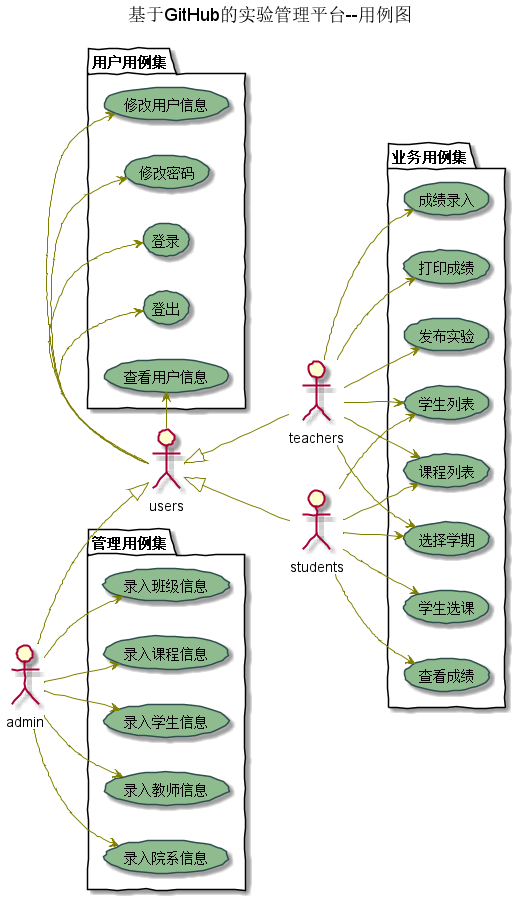 基于GitHub的实验管理平台--用例图
用户用例集
修改用户信息
修改密码
登录
登出
查看用户信息
users
管理用例集
录入班级信息
录入课程信息
录入学生信息
录入教师信息
录入院系信息
admin
teachers
students
业务用例集
成绩录入
打印成绩
发布实验
学生列表
课程列表
选择学期
学生选课
查看成绩